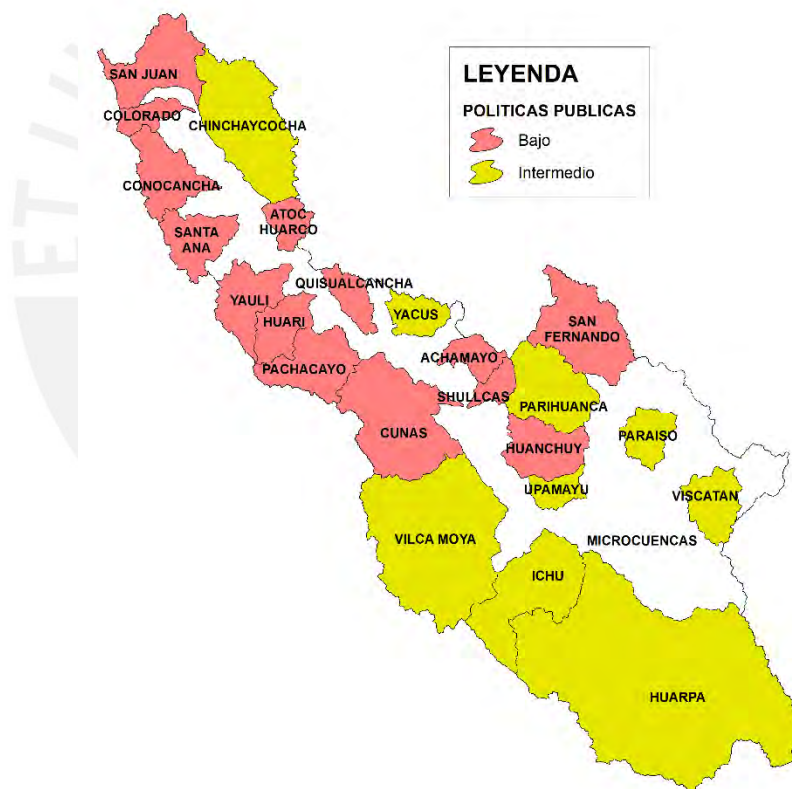 SAN JUAN
COLORADO
CHINCHAYCOCHA
CONOCANCHA
ATOC
HUARCO
SANTA
ANA
QUISUALCANCHA
YAULI
HUARI
YACUS
SAN
FERNANDO
PACHACAYO
ACHAMAYO
SHULLCAS
PARIHUANCA
CUNAS
PARAISO
HUANCHUY
UPAMAYU
VISCATAN
VILCA MOYA
MICROCUENCAS
ICHU
HUARPA
LEYENDA
POLITICAS PUBLICAS
Bajo
Intermedio
ET